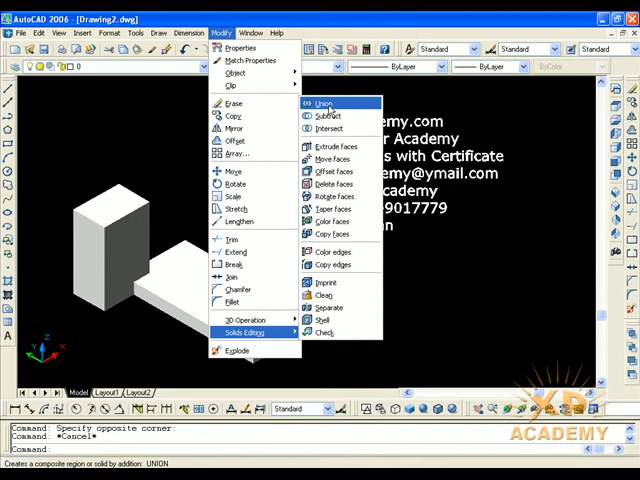 AutoCAD 2006 - [Drawing2.dwg]
File Edit View Insert Format Tools Draw Dimension Modify Window Help
Standard Standard Standard
0 ByLayer ByLayer ByColor
Properties
Match Properties
Object
Clip
Erase
Copy
Mirror
Offset
Array...
Move
Rotate
Scale
Stretch
Lengthen
Trim
Extend
Break
Join
Chamfer
Fillet
3D Operation
Solids Editing
Explode
Union
Subtract
Intersect
Extrude faces
Move faces
Offset faces
Delete faces
Rotate faces
Taper faces
Color faces
Copy faces
Color edges
Copy edges
Imprint
Clean
Separate
Shell
Check
demy.com
r Academy
s with Certificate
demy@ymail.com
cademy
-9017779
an
Z
X
Y
Model Layout1 Layout2
Standard
XD
ACADEMY
Command: Specify opposite corner:
Command: *Cancel*
Command:
Creates a composite region or solid by addition: UNION